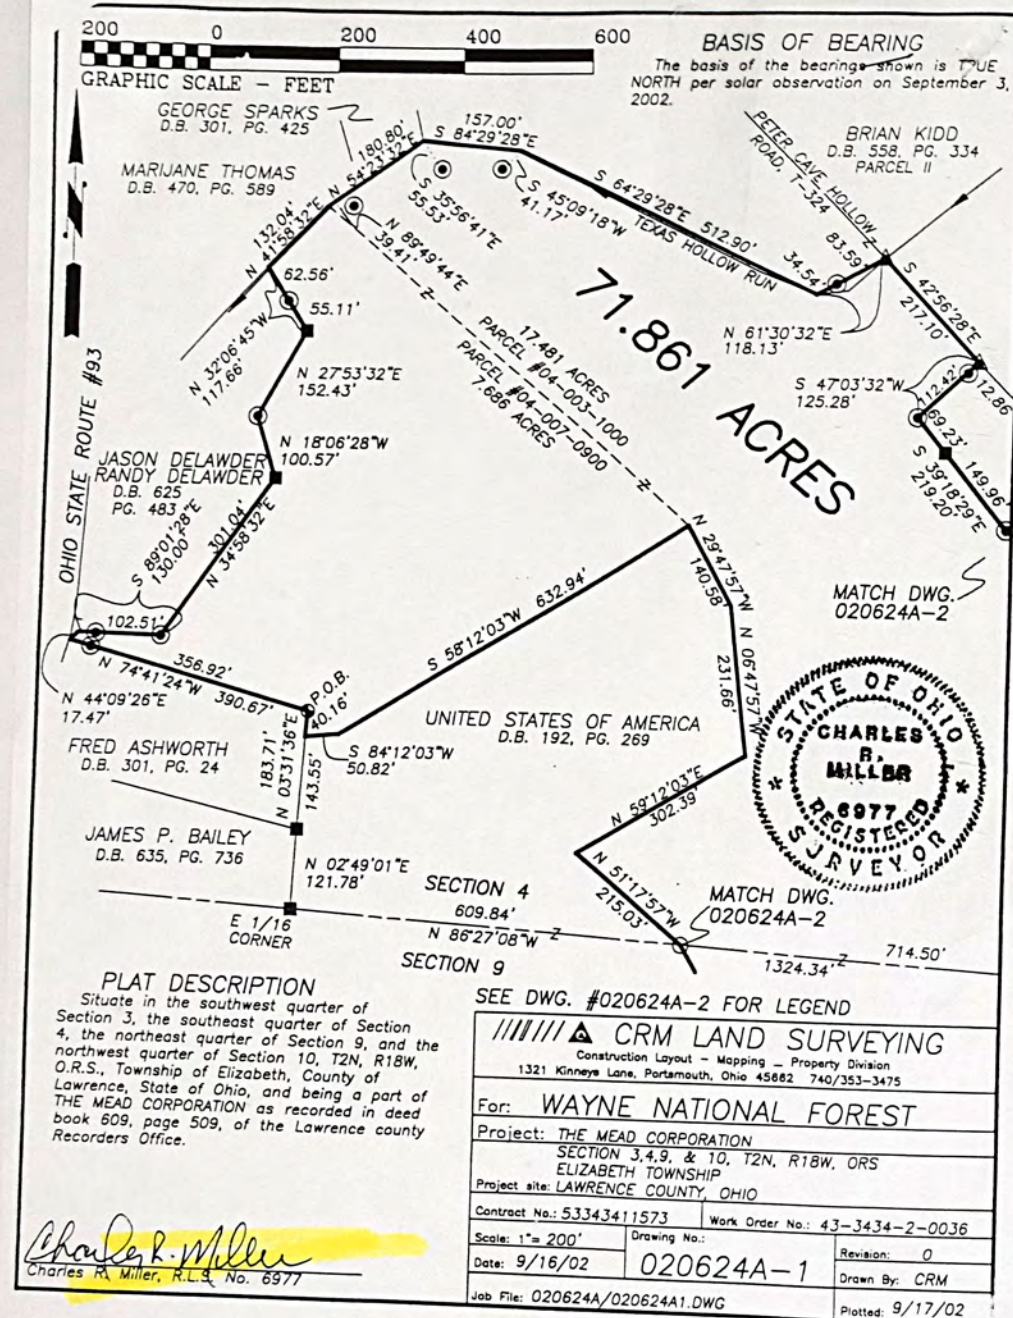 200 0 200 400 600
GRAPHIC SCALE - FEET
BASIS OF BEARING
The basis of the bearings shown is TRUE
NORTH per solar observation on September 3,
2002.
GEORGE SPARKS
D.B. 301, PG. 425
MARIJANE THOMAS
D.B. 470, PG. 589
BRIAN KIDD
D.B. 558, PG. 334
PARCEL II
PETER CAVE HOLLOW
ROAD, T-324
157.00'
S 84°29'28"E
180.80'
N 54°23'32"E
132.04'
N 41°58'32"E
S 35°56'41"E
55.53'
S 45°09'18"W
41.17'
N 89°49'44"E
39.41'
S 64°29'28"E 512.90'
TEXAS HOLLOW RUN
34.54'
83.59'
N 61°30'32"E
118.13'
S 42°56'28"E
217.10'
S 47°03'32"W
125.28'
112.42'
12.86
69.23'
149.96
S 39°18'29"E
219.20'
62.56'
55.11'
N 32°06'45"W
117.66'
N 27°53'32"E
152.43'
N 18°06'28"W
100.57'
71.861 ACRES
17.481 ACRES
PARCEL #04-003-1000
PARCEL #04-007-0900
7.686 ACRES
Z
Z
Z
OHIO STATE ROUTE #93
JASON DELAWDER
RANDY DELAWDER
D.B. 625
PG. 483
S 89°01'28"E
130.00'
301.04'
N 34°58'32"E
102.51'
356.92'
N 74°41'24"W 390.67'
N 44°09'26"E
17.47'
P.O.B.
40.16'
S 58°12'03"W 632.94'
N 29°47'57"W
140.58'
N 06°47'57"W
231.66'
MATCH DWG.
020624A-2
UNITED STATES OF AMERICA
D.B. 192, PG. 269
S 84°12'03"W
50.82'
FRED ASHWORTH
D.B. 301, PG. 24
183.71'
N 03°31'36"E
143.55'
N 59°12'03"E
302.39'
JAMES P. BAILEY
D.B. 635, PG. 736
N 02°49'01"E
121.78'
N 51°17'57"W
215.03'
STATE OF OHIO
CHARLES
R.
MILLER
6977
REGISTERED
SURVEYOR
MATCH DWG.
020624A-2
E 1/16
CORNER
SECTION 4
609.84'
N 86°27'08"W Z
SECTION 9
1324.34' Z 714.50'
PLAT DESCRIPTION
Situate in the southwest quarter of
Section 3, the southeast quarter of Section
4, the northeast quarter of Section 9, and the
northwest quarter of Section 10, T2N, R18W,
O.R.S., Township of Elizabeth, County of
Lawrence, State of Ohio, and being a part of
THE MEAD CORPORATION as recorded in deed
book 609, page 509, of the Lawrence county
Recorders Office.
Charles R. Miller
Charles R. Miller, R.L.S. No. 6977
SEE DWG. #020624A-2 FOR LEGEND
CRM LAND SURVEYING
Construction Layout - Mapping - Property Division
1321 Kinneys Lane, Portsmouth, Ohio 45662 740/353-3475
For: WAYNE NATIONAL FOREST
Project: THE MEAD CORPORATION
SECTION 3,4,9, & 10, T2N, R18W, ORS
ELIZABETH TOWNSHIP
Project site: LAWRENCE COUNTY, OHIO
Contract No.: 53343411573 Work Order No.: 43-3434-2-0036
Scale: 1"= 200'
Date: 9/16/02
Drawing No.:
020624A-1
Revision: 0
Drawn By: CRM
Job File: 020624A/020624A1.DWG
Plotted: 9/17/02